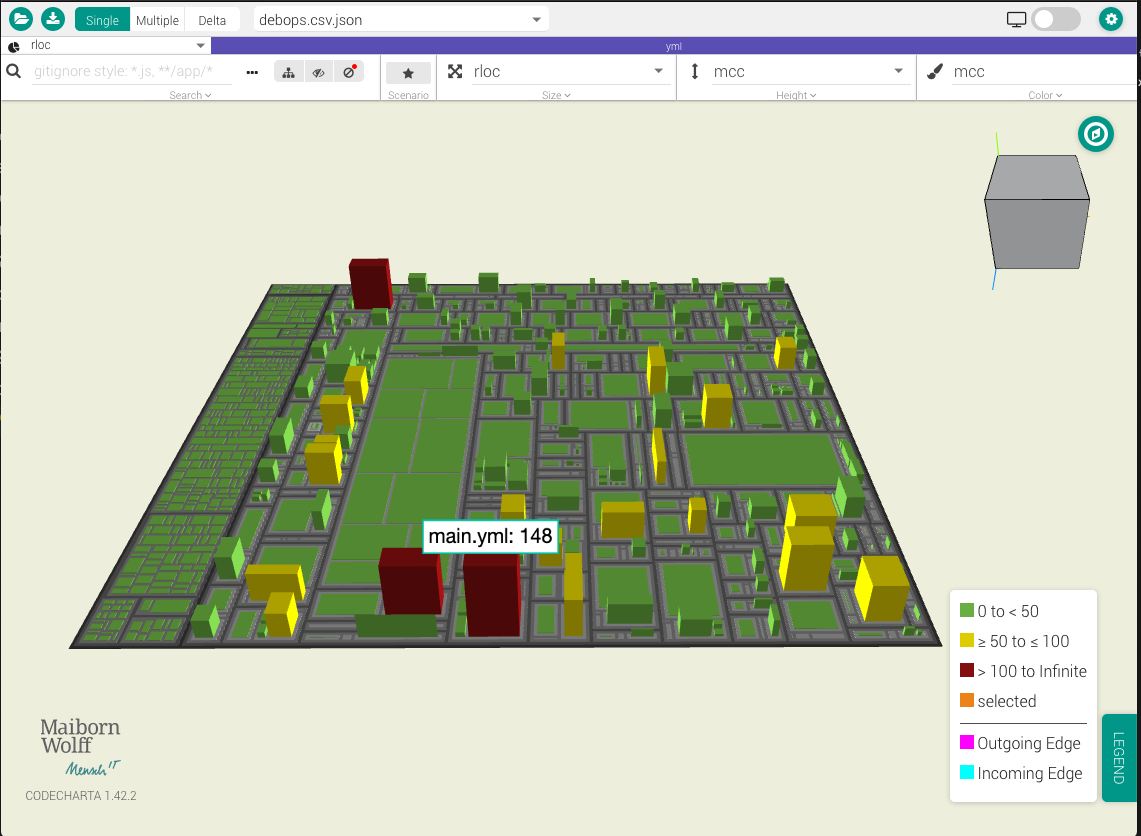 Single
Multiple
Delta
debops.csv.json
rloc
yml
gitignore style: *.js, **/app/*
Search
Scenario
rloc
Size
mcc
Height
mcc
Color
main.yml: 148
0 to < 50
≥ 50 to ≤ 100
> 100 to Infinite
selected
Outgoing Edge
Incoming Edge
LEGEND
Maiborn
Wolff
Mensch IT
CODECHARTA 1.42.2